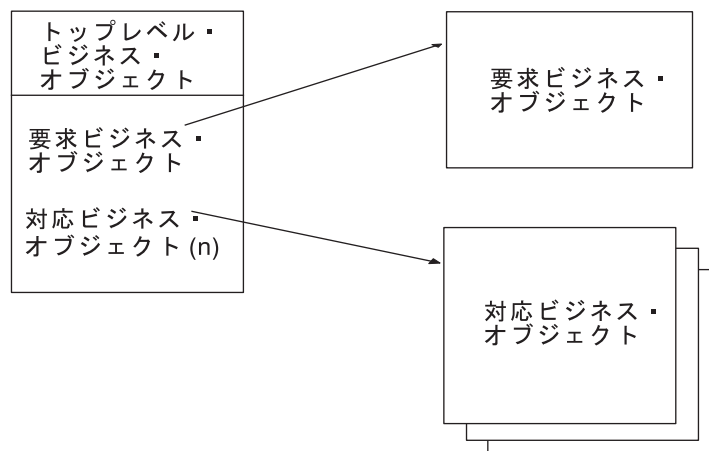 トップレベル・
ビジネス・
オブジェクト
要求ビジネス・
オブジェクト
対応ビジネス・
オブジェクト(n)
要求ビジネス・
オブジェクト
対応ビジネス・
オブジェクト